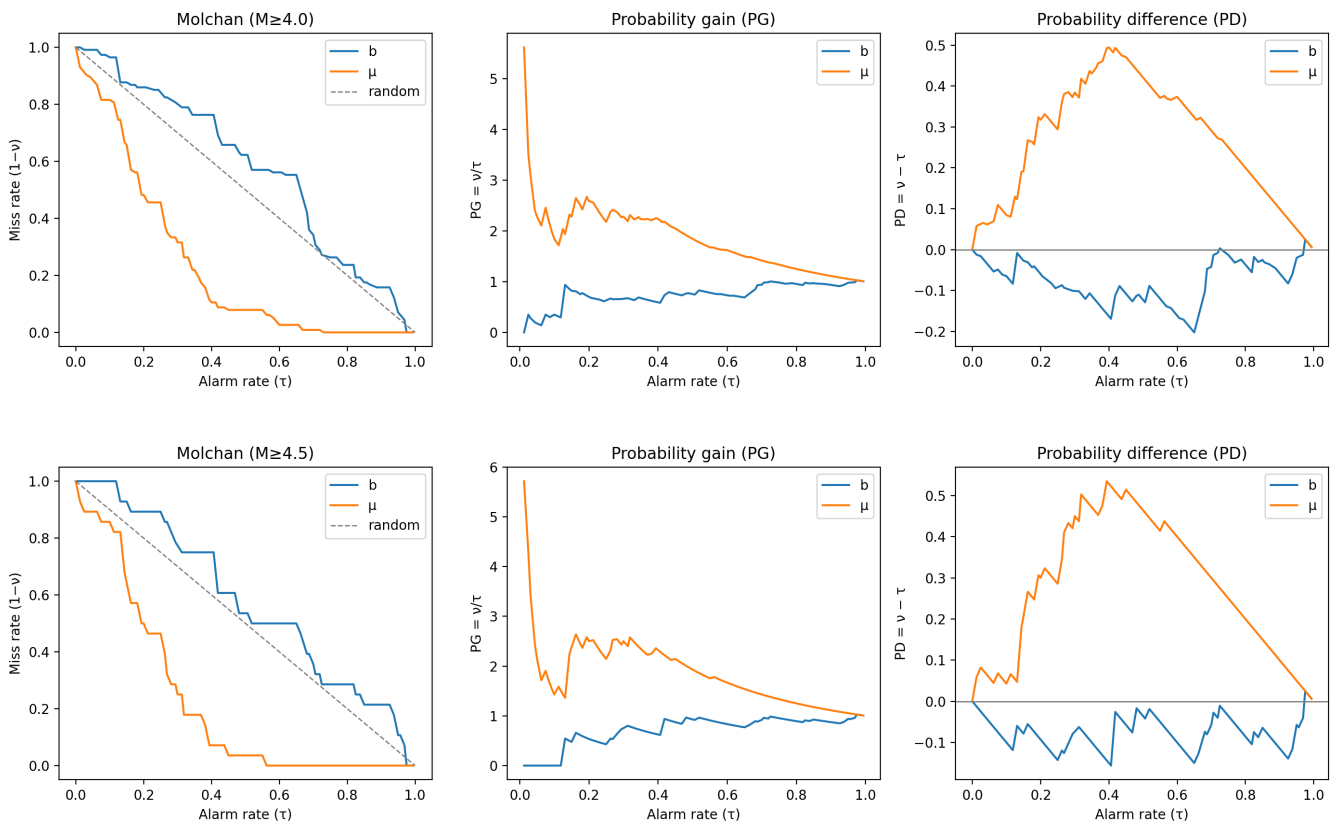 Molchan (M≥4.0)
Miss rate (1−ν)
1.0
0.8
0.6
0.4
0.2
0.0
b
μ
random
0.0 0.2 0.4 0.6 0.8 1.0
Alarm rate (τ)
Probability gain (PG)
PG = ν/τ
5
4
3
2
1
0
b
μ
0.0 0.2 0.4 0.6 0.8 1.0
Alarm rate (τ)
Probability difference (PD)
PD = ν − τ
0.5
0.4
0.3
0.2
0.1
0.0
−0.1
−0.2
b
μ
0.0 0.2 0.4 0.6 0.8 1.0
Alarm rate (τ)
Molchan (M≥4.5)
Miss rate (1−ν)
1.0
0.8
0.6
0.4
0.2
0.0
b
μ
random
0.0 0.2 0.4 0.6 0.8 1.0
Alarm rate (τ)
Probability gain (PG)
PG = ν/τ
6
5
4
3
2
1
0
b
μ
0.0 0.2 0.4 0.6 0.8 1.0
Alarm rate (τ)
Probability difference (PD)
PD = ν − τ
0.5
0.4
0.3
0.2
0.1
0.0
−0.1
b
μ
0.0 0.2 0.4 0.6 0.8 1.0
Alarm rate (τ)